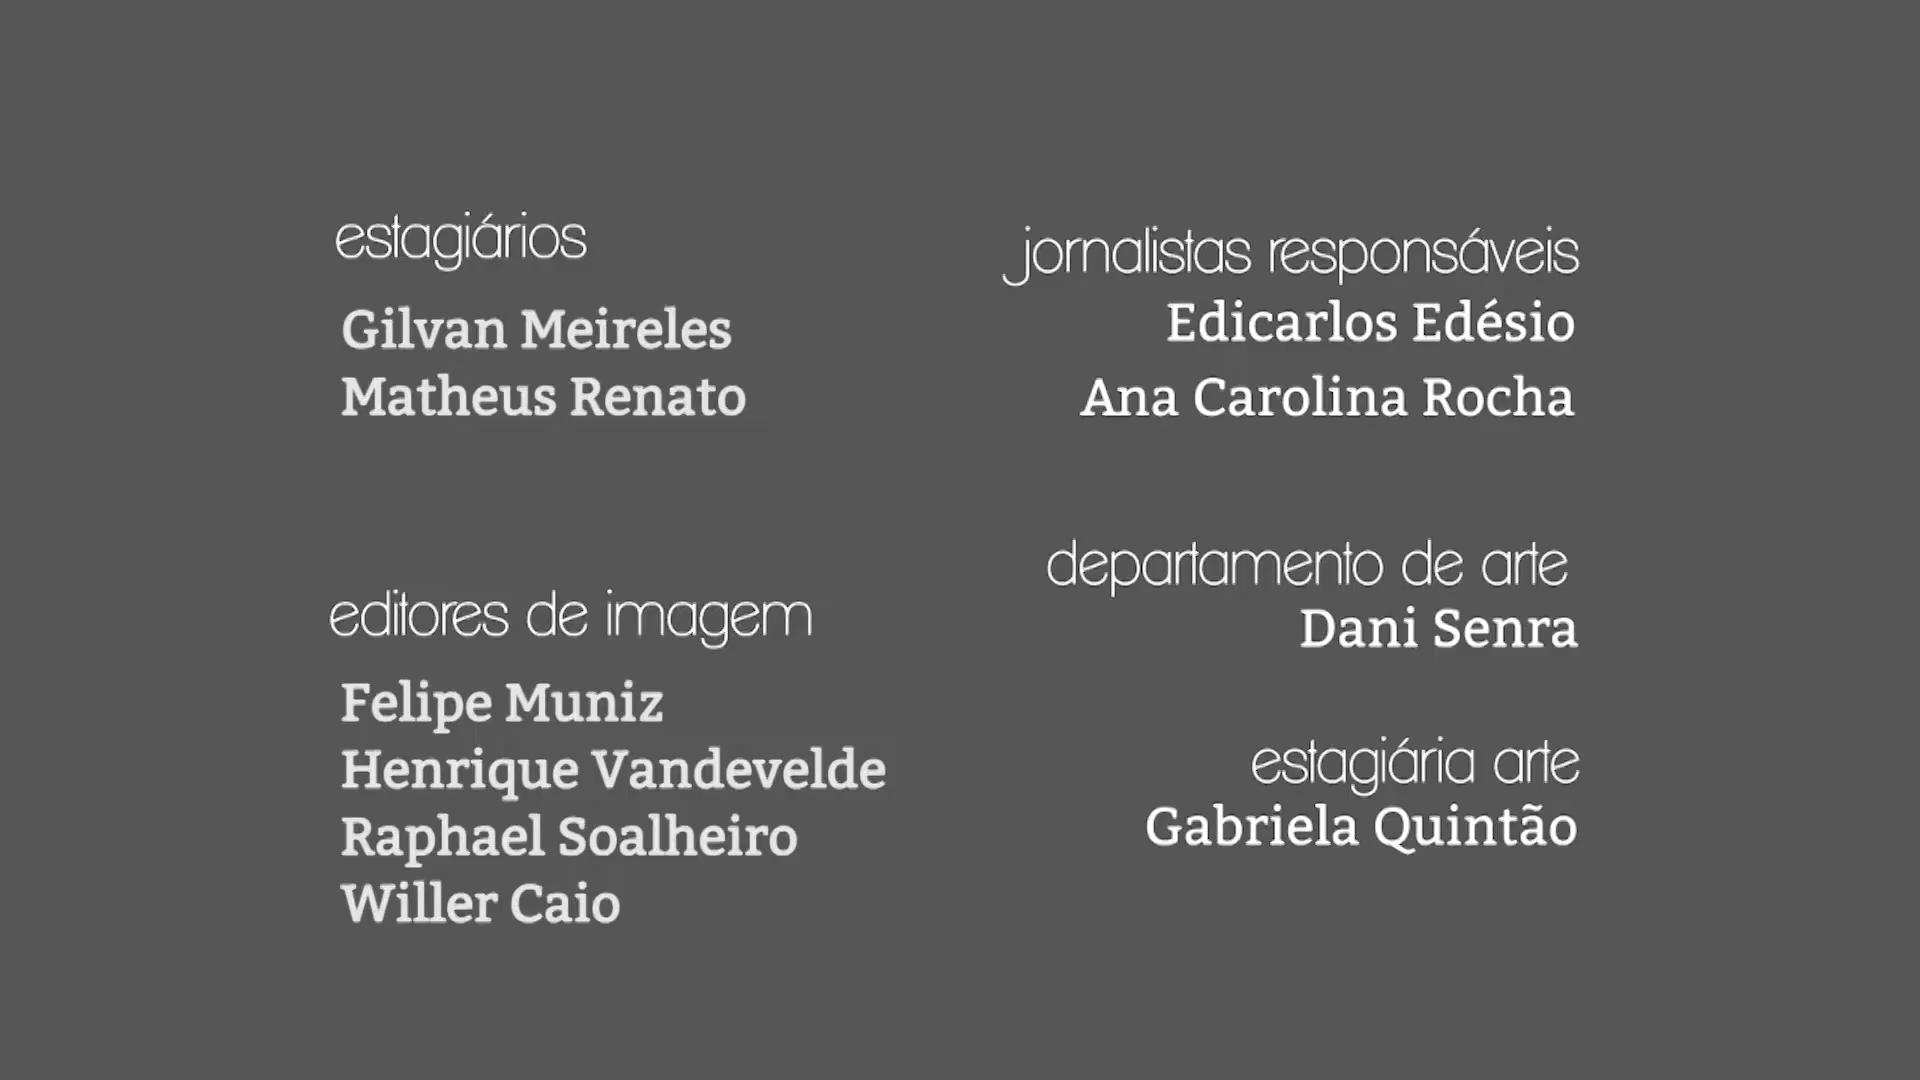 estagiários
Gilvan Meireles
Matheus Renato
editores de imagem
Felipe Muniz
Henrique Vandevelde
Raphael Soalheiro
Willer Caio
jornalistas responsáveis
Edicarlos Edésio
Ana Carolina Rocha
departamento de arte
Dani Senra
estagiária arte
Gabriela Quintão